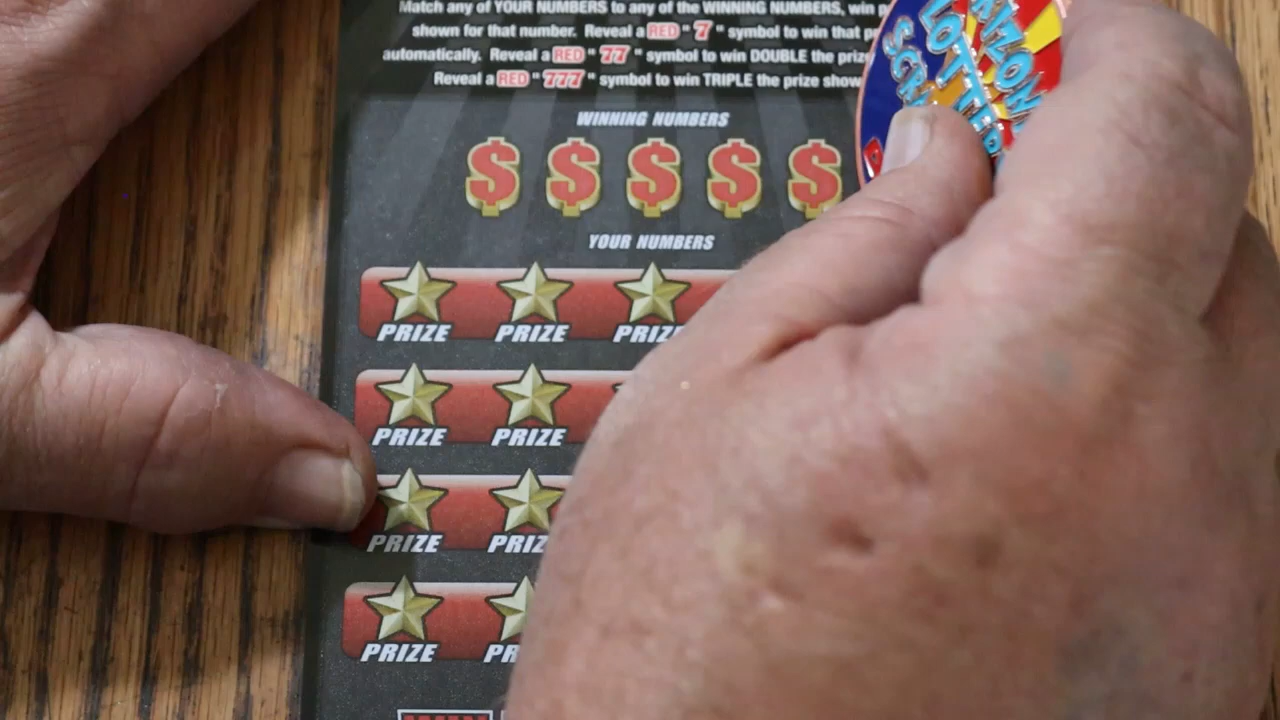 Match any of YOUR NUMBERS to any of the WINNING NUMBERS, win
shown for that number. Reveal a RED "7" symbol to win that
automatically. Reveal a RED "77" symbol to win DOUBLE the
Reveal a RED "777" symbol to win TRIPLE the prize
WINNING NUMBERS
$ $ $ $ $
YOUR NUMBERS
PRIZE PRIZE PRIZE
PRIZE PRIZE
PRIZE
PRIZE
LOTTERY